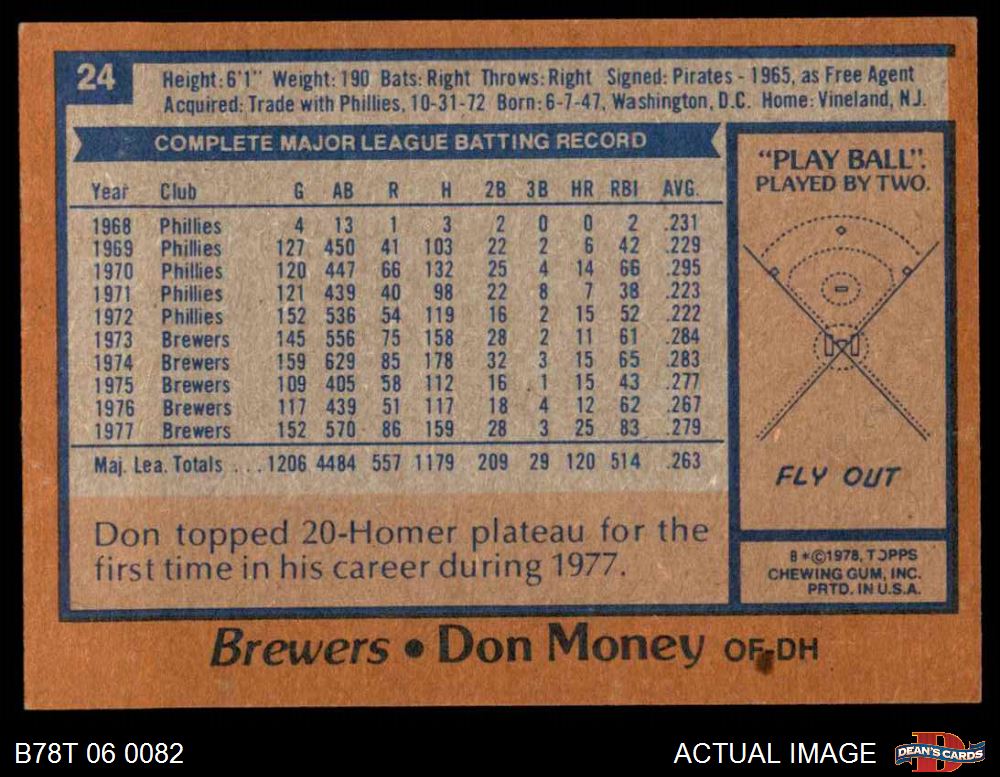 24
Height: 6'1" Weight: 190 Bats: Right Throws: Right Signed: Pirates - 1965, as Free Agent
Acquired: Trade with Phillies, 10-31-72 Born: 6-7-47, Washington, D.C. Home: Vineland, N.J.
COMPLETE MAJOR LEAGUE BATTING RECORD
Year Club G AB R H 2B 3B HR RBI AVG.
1968 Phillies 4 13 1 3 2 0 0 2 .231
1969 Phillies 127 450 41 103 22 2 6 42 .229
1970 Phillies 120 447 66 132 25 4 14 66 .295
1971 Phillies 121 439 40 98 22 8 7 38 .223
1972 Phillies 152 536 54 119 16 2 15 52 .222
1973 Brewers 145 556 75 158 28 2 11 61 .284
1974 Brewers 159 629 85 178 32 3 15 65 .283
1975 Brewers 109 405 58 112 16 1 15 43 .277
1976 Brewers 117 439 51 117 18 4 12 62 .267
1977 Brewers 152 570 86 159 28 3 25 83 .279
Maj. Lea. Totals ... 1206 4484 557 1179 209 29 120 514 .263
Don topped 20-Homer plateau for the
first time in his career during 1977.
"PLAY BALL".
PLAYED BY TWO.
FLY OUT
B*©1978, TOPPS
CHEWING GUM, INC.
PRTD. IN U.S.A.
Brewers • Don Money OF-DH
B78T 06 0082
ACTUAL IMAGE
DEAN'S CARDS